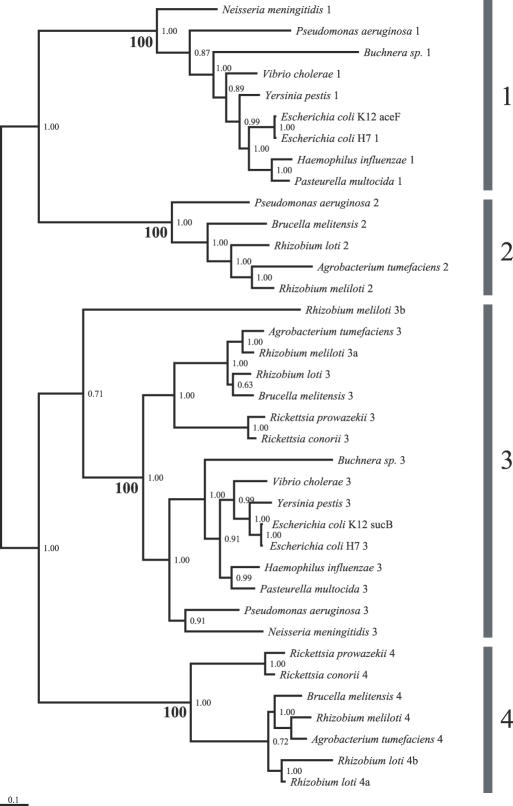 Neisseria meningitidis 1
1.00
100
Pseudomonas aeruginosa 1
0.87
Buchnera sp. 1
1.00
Vibrio cholerae 1
0.89
Yersinia pestis 1
1
Escherichia coli K12 aceF
0.99
1.00
1.00
Escherichia coli H7 1
1.00
Haemophilus influenzae 1
1.00
Pasteurella multocida 1
Pseudomonas aeruginosa 2
1.00
100
Brucella melitensis 2
1.00
Rhizobium loti 2
2
1.00
Agrobacterium tumefaciens 2
1.00
Rhizobium meliloti 2
Rhizobium meliloti 3b
Agrobacterium tumefaciens 3
1.00
Rhizobium meliloti 3a
1.00
Rhizobium loti 3
0.63
0.71
1.00
Brucella melitensis 3
Rickettsia prowazekii 3
1.00
Rickettsia conorii 3
Buchnera sp. 3
3
1.00
100
Vibrio cholerae 3
1.00
0.99
Yersinia pestis 3
1.00
Escherichia coli K12 sucB
1.00
0.91
Escherichia coli H7 3
1.00
1.00
Haemophilus influenzae 3
0.99
Pasteurella multocida 3
Pseudomonas aeruginosa 3
0.91
Neisseria meningitidis 3
Rickettsia prowazekii 4
1.00
Rickettsia conorii 4
1.00
100
Brucella melitensis 4
1.00
Rhizobium meliloti 4
4
0.72
Agrobacterium tumefaciens 4
Rhizobium loti 4b
1.00
Rhizobium loti 4a
0.1